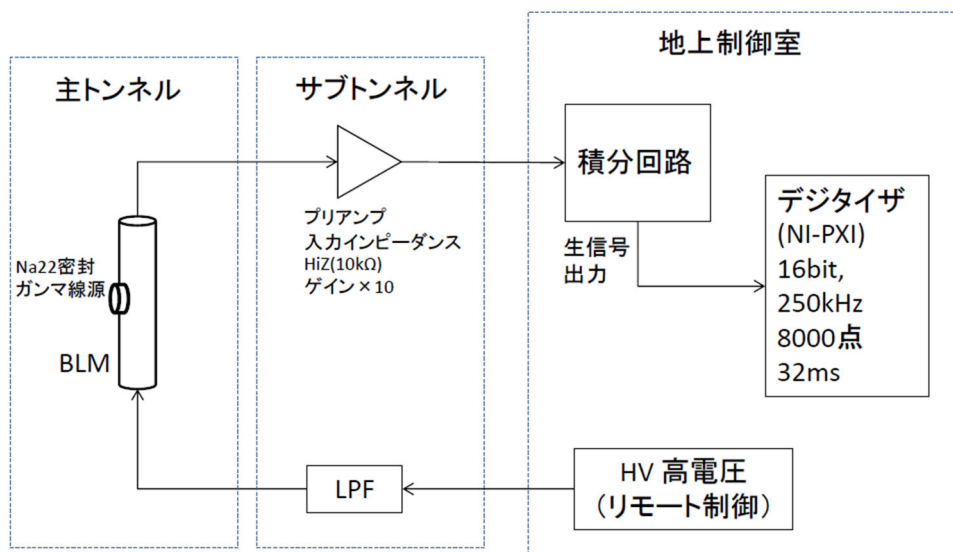 主トンネル
サブトンネル
地上制御室
Na22密封
ガンマ線源
BLM
プリアンプ
入力インピーダンス
HiZ(10kΩ)
ゲイン×10
積分回路
生信号
出力
デジタイザ
(NI-PXI)
16bit,
250kHz
8000点
32ms
LPF
HV 高電圧
（リモート制御）